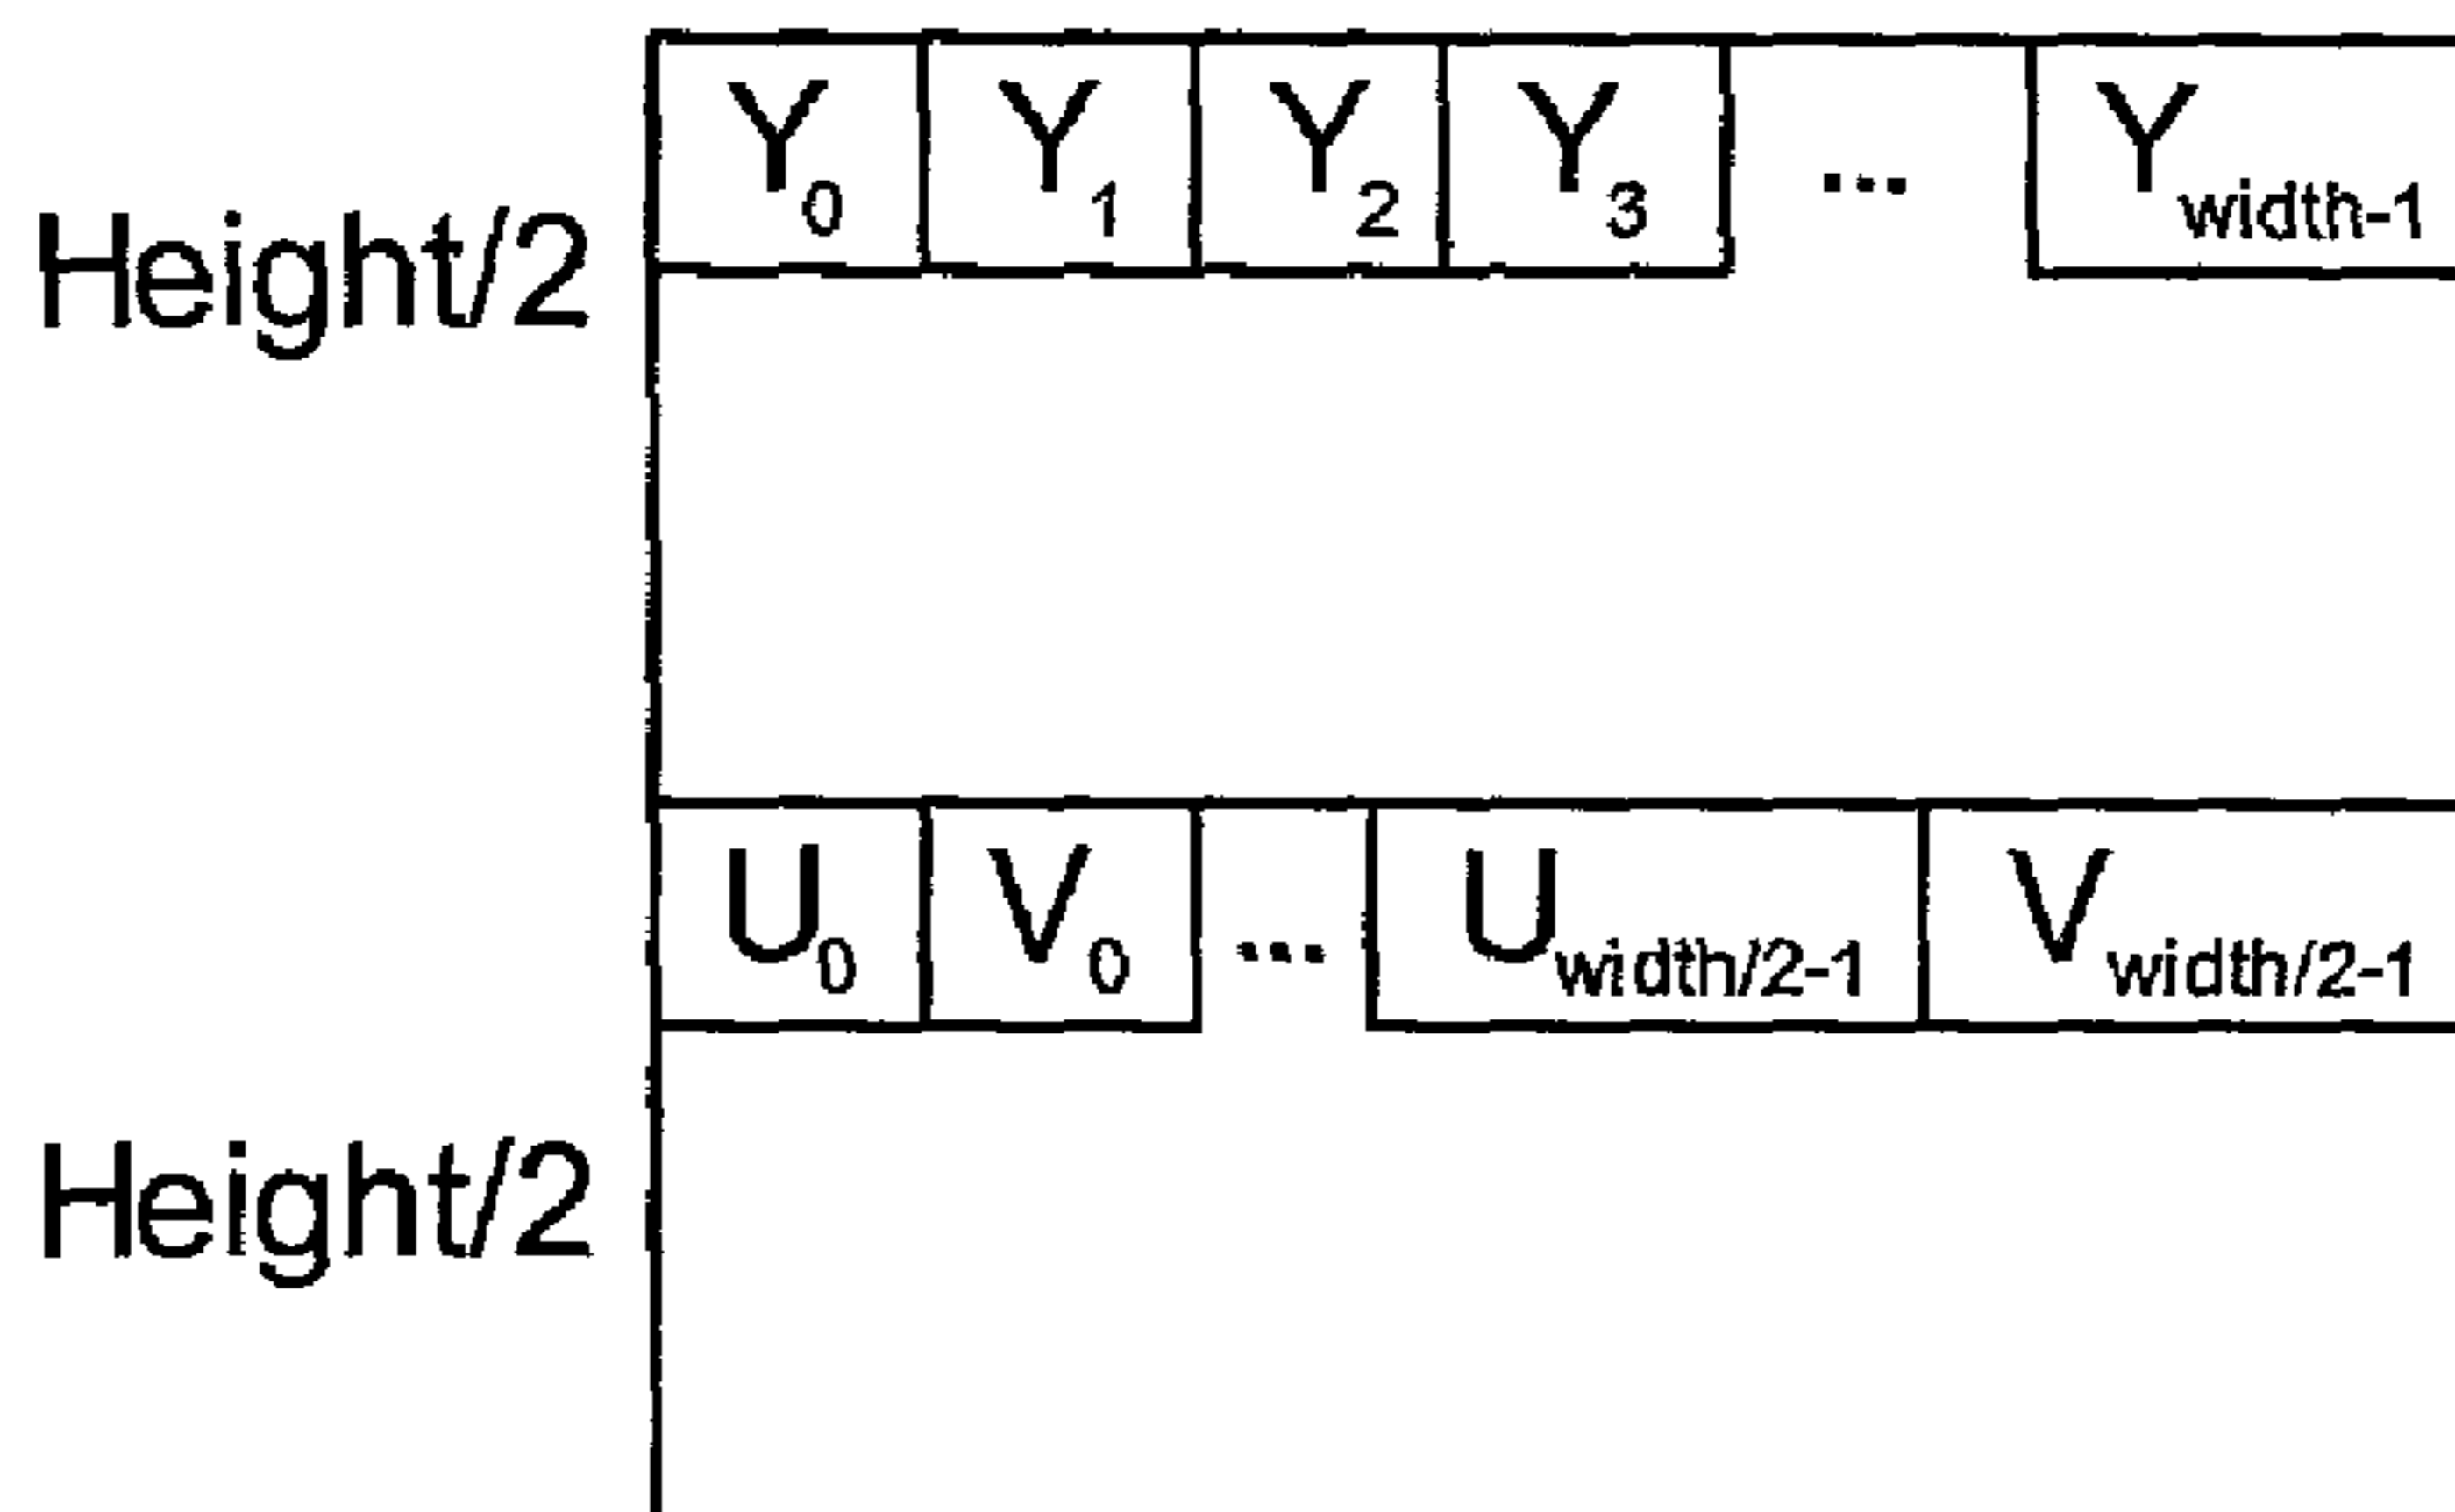 Y0 Y1 Y2 Y3 ... Ywidth-1
Height/2
U0 V0 ... Uwidth/2-1 Vwidth/2-1
Height/2